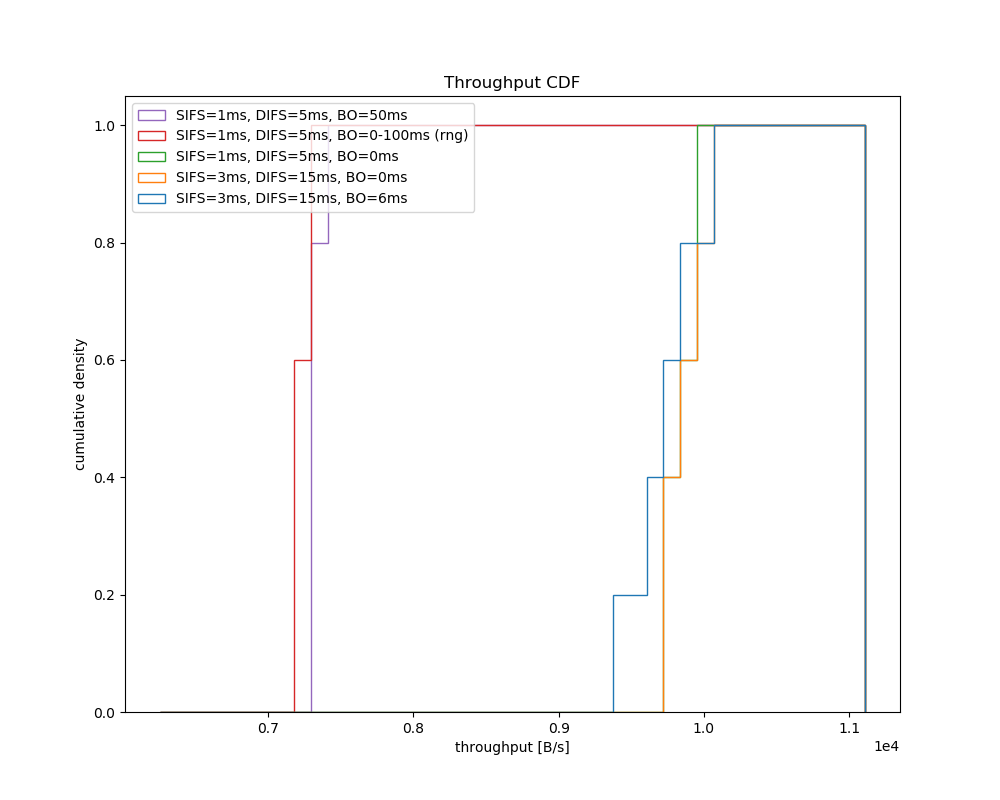 Throughput CDF
SIFS=1ms, DIFS=5ms, BO=50ms
SIFS=1ms, DIFS=5ms, BO=0-100ms (rng)
SIFS=1ms, DIFS=5ms, BO=0ms
SIFS=3ms, DIFS=15ms, BO=0ms
SIFS=3ms, DIFS=15ms, BO=6ms
1.0
0.8
0.6
0.4
0.2
0.0
cumulative density
0.7 0.8 0.9 1.0 1.1
1e4
throughput [B/s]